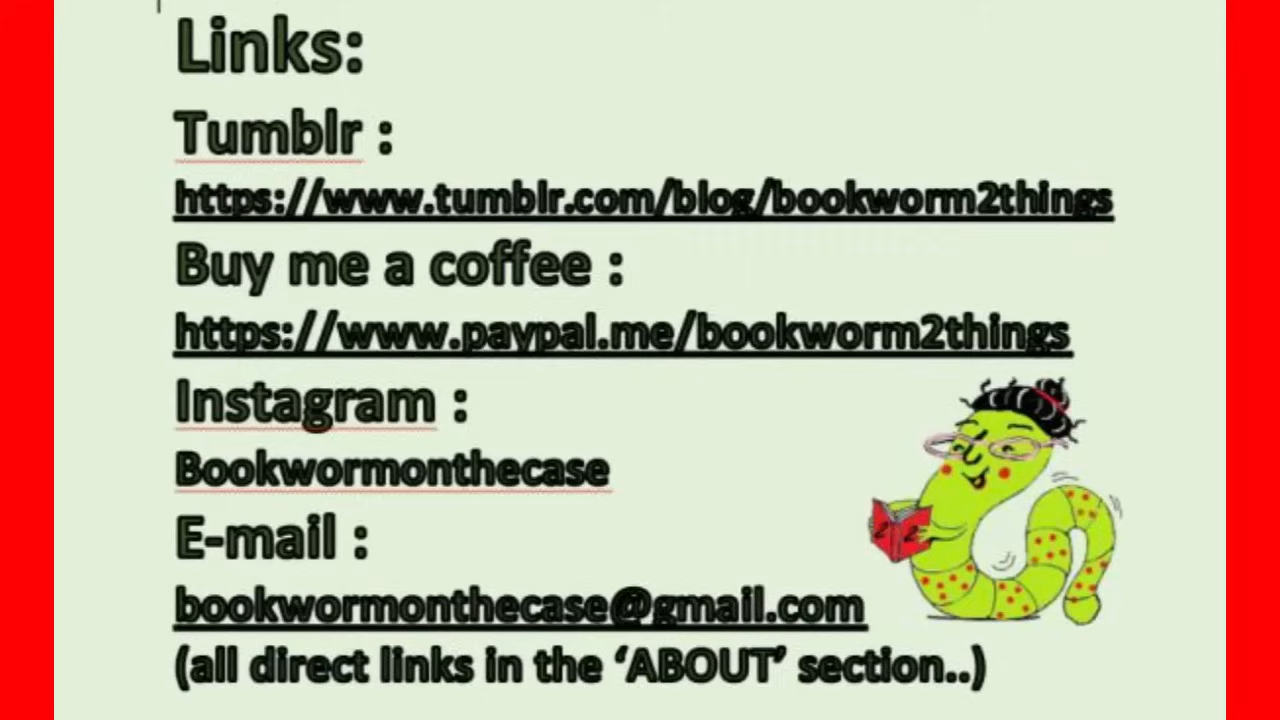 Links:
Tumblr :
https://www.tumblr.com/blog/bookworm2things
Buy me a coffee :
https://www.paypal.me/bookworm2things
Instagram :
Bookwormonthecase
E-mail :
bookwormonthecase@gmail.com
(all direct links in the ‘ABOUT’ section..)